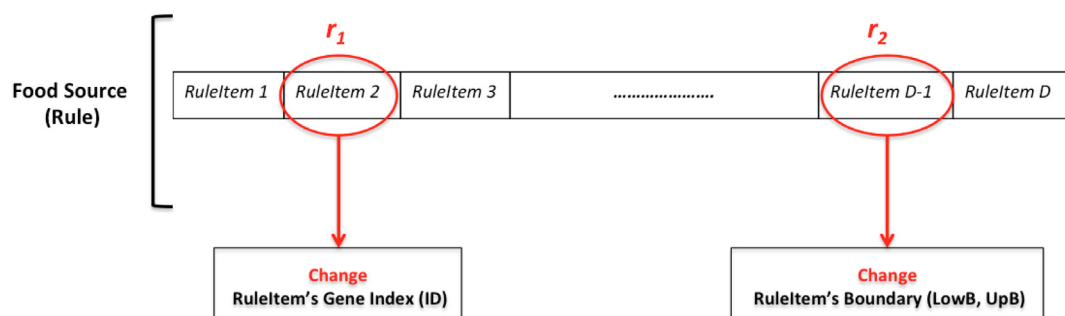 r1 r2
Food Source
(Rule)
RuleItem 1 RuleItem 2 RuleItem 3 ………………… RuleItem D-1 RuleItem D
Change
RuleItem's Gene Index (ID)
Change
RuleItem's Boundary (LowB, UpB)